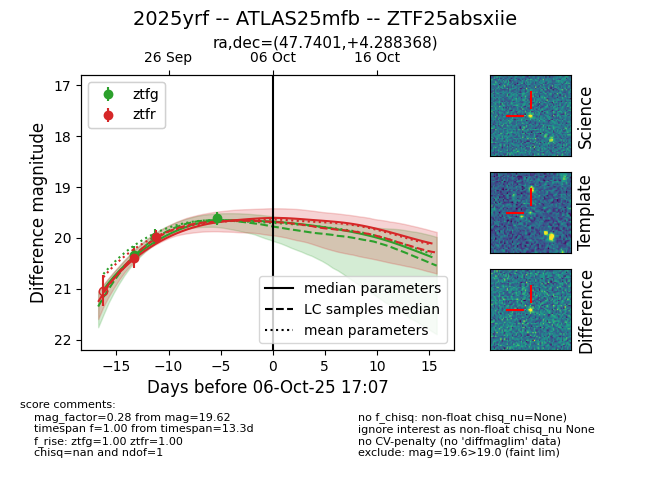 2025yrf -- ATLAS25mfb -- ZTF25absxiie
ra,dec=(47.7401,+4.288368)
26 Sep 06 Oct 16 Oct
ztfg
ztfr
17
18
19
20
21
22
Difference magnitude
median parameters
LC samples median
mean parameters
−15 −10 −5 0 5 10 15
Days before 06-Oct-25 17:07
Science
Template
Difference
score comments:
mag_factor=0.28 from mag=19.62
timespan f=1.00 from timespan=13.3d
f_rise: ztfg=1.00 ztfr=1.00
chisq=nan and ndof=1
no f_chisq: non-float chisq_nu=None)
ignore interest as non-float chisq_nu None
no CV-penalty (no 'diffmaglim' data)
exclude: mag=19.6>19.0 (faint lim)